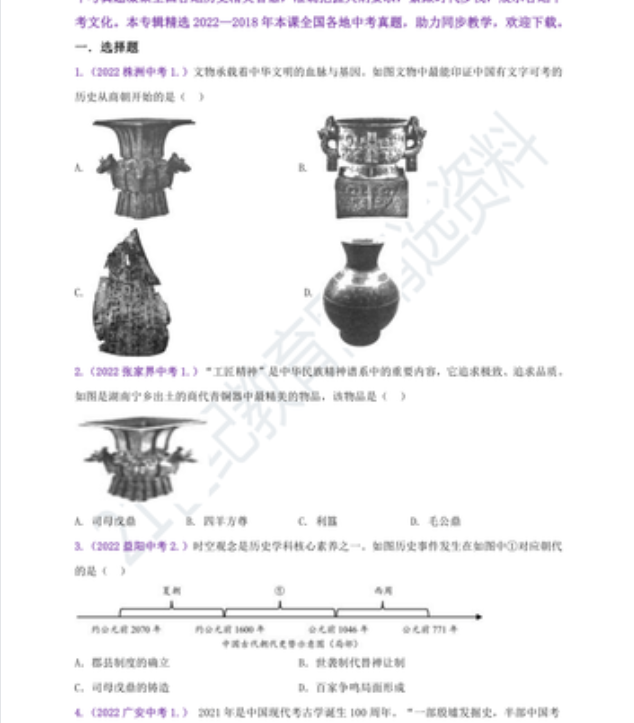 考文化。本专辑精选 2022—2018 年本课全国各地中考真题，助力同步教学，欢迎下载。
一．选择题
1.（2022 株洲中考 1.）文物承载着中华文明的血脉与基因。如图文物中最能印证中国有文字可考的
历史从商朝开始的是（　）
A.
B.
C.
D.
2.（2022 张家界中考 1.）“工匠精神”是中华民族精神谱系中的重要内容，它追求极致、追求品质。
如图是湖南宁乡出土的商代青铜器中最精美的物品，该物品是（　）
A. 司母戊鼎 B. 四羊方尊 C. 利簋 D. 毛公鼎
3.（2022 益阳中考 2.）时空观念是历史学科核心素养之一。如图历史事件发生在如图中①对应朝代
的是（　）
夏朝 ① 西周
约公元前 2070 年 约公元前 1600 年 公元前 1046 年 公元前 771 年
中国古代朝代更替示意图（局部）
A. 郡县制度的确立 B. 世袭制代替禅让制
C. 司母戊鼎的铸造 D. 百家争鸣局面形成
4.（2022 广安中考 1.） 2021 年是中国现代考古学诞生 100 周年。“一部殷墟发掘史，半部中国考